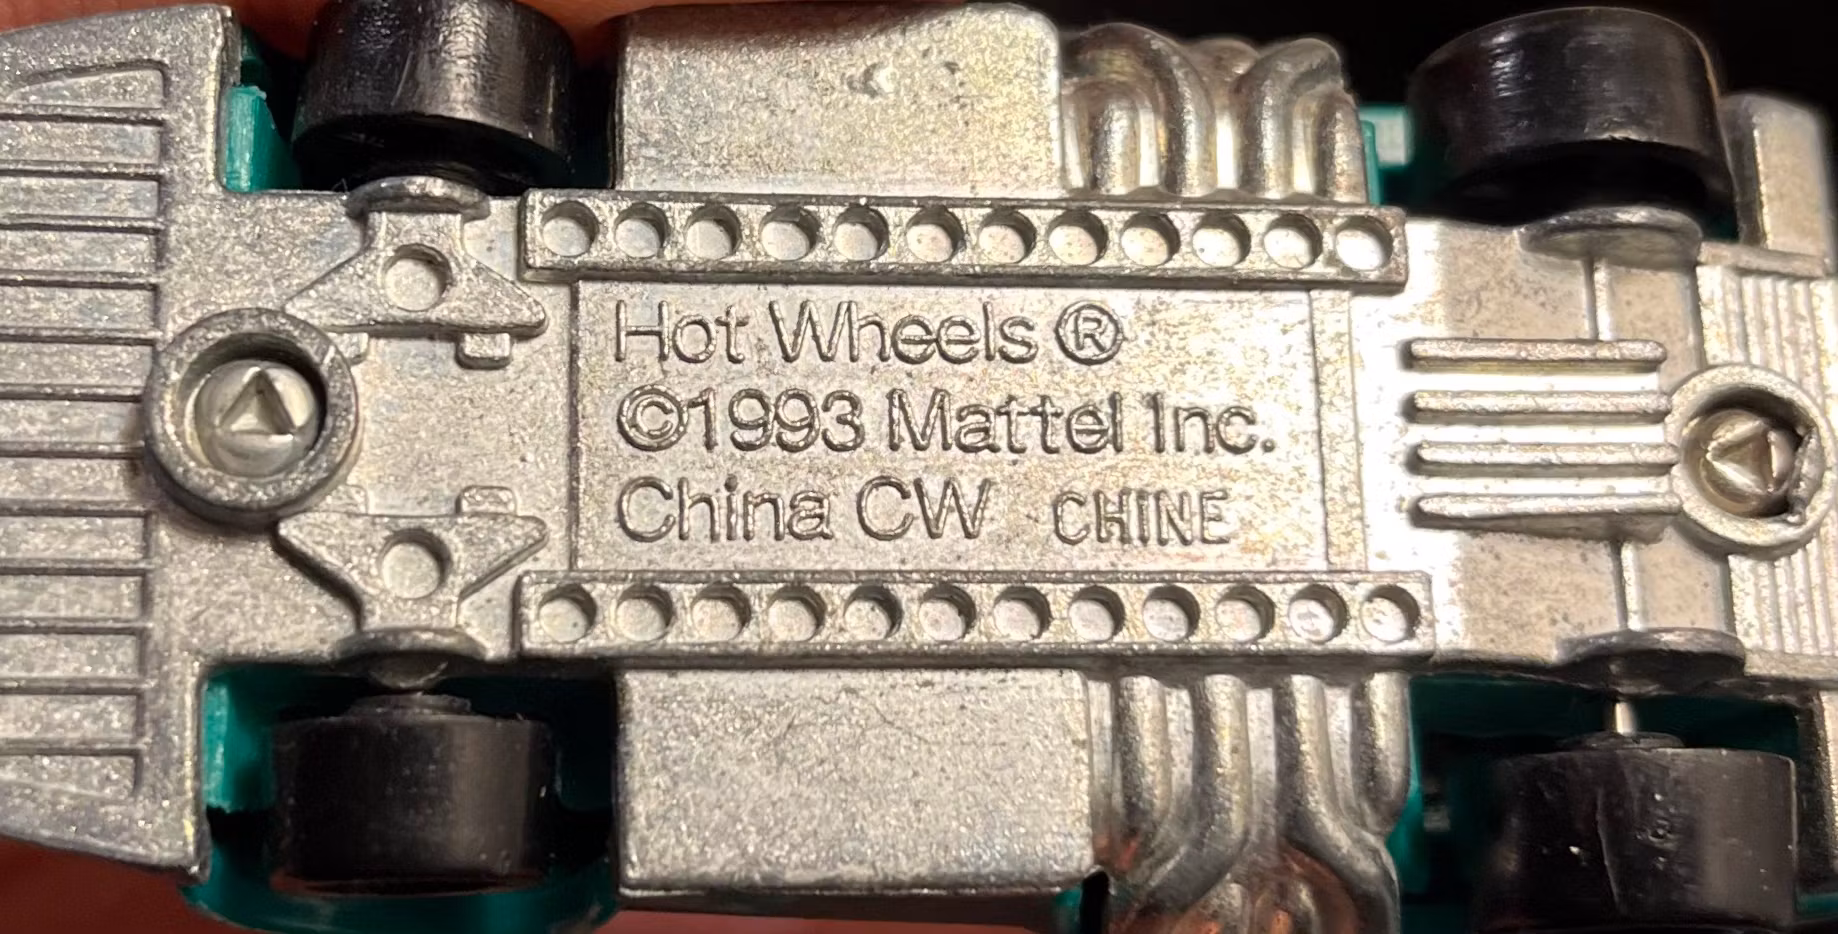 Hot Wheels ®
©1993 Mattel Inc.
China CW CHINE